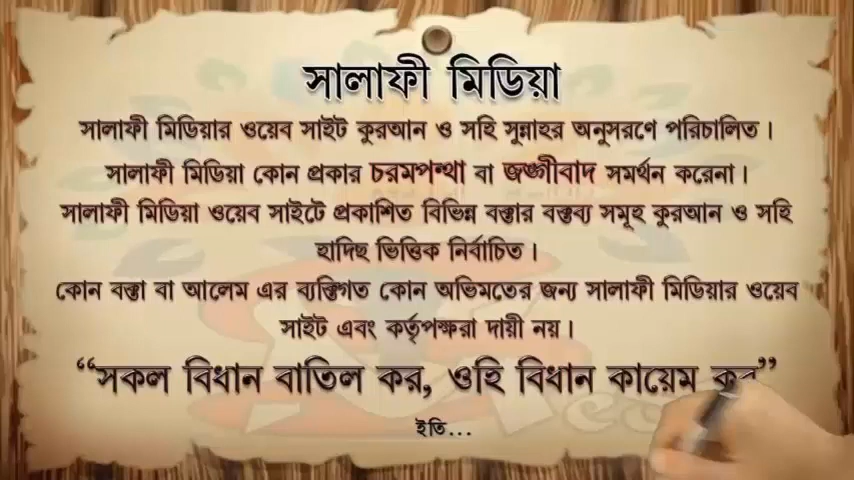 সালাফী মিডিয়া
সালাফী মিডিয়ার ওয়েব সাইট কুরআন ও সহি সুন্নাহর অনুসরণে পরিচালিত।
সালাফী মিডিয়া কোন প্রকার চরমপন্থা বা জঙ্গীবাদ সমর্থন করেনা।
সালাফী মিডিয়া ওয়েব সাইটে প্রকাশিত বিভিন্ন বক্তার বক্তব্য সমূহ কুরআন ও সহি
হাদিছ ভিত্তিক নির্বাচিত।
কোন বক্তা বা আলেম এর ব্যক্তিগত কোন অভিমতের জন্য সালাফী মিডিয়ার ওয়েব
সাইট এবং কর্তৃপক্ষরা দায়ী নয়।
“সকল বিধান বাতিল কর, ওহি বিধান কায়েম কর”
ইতি...